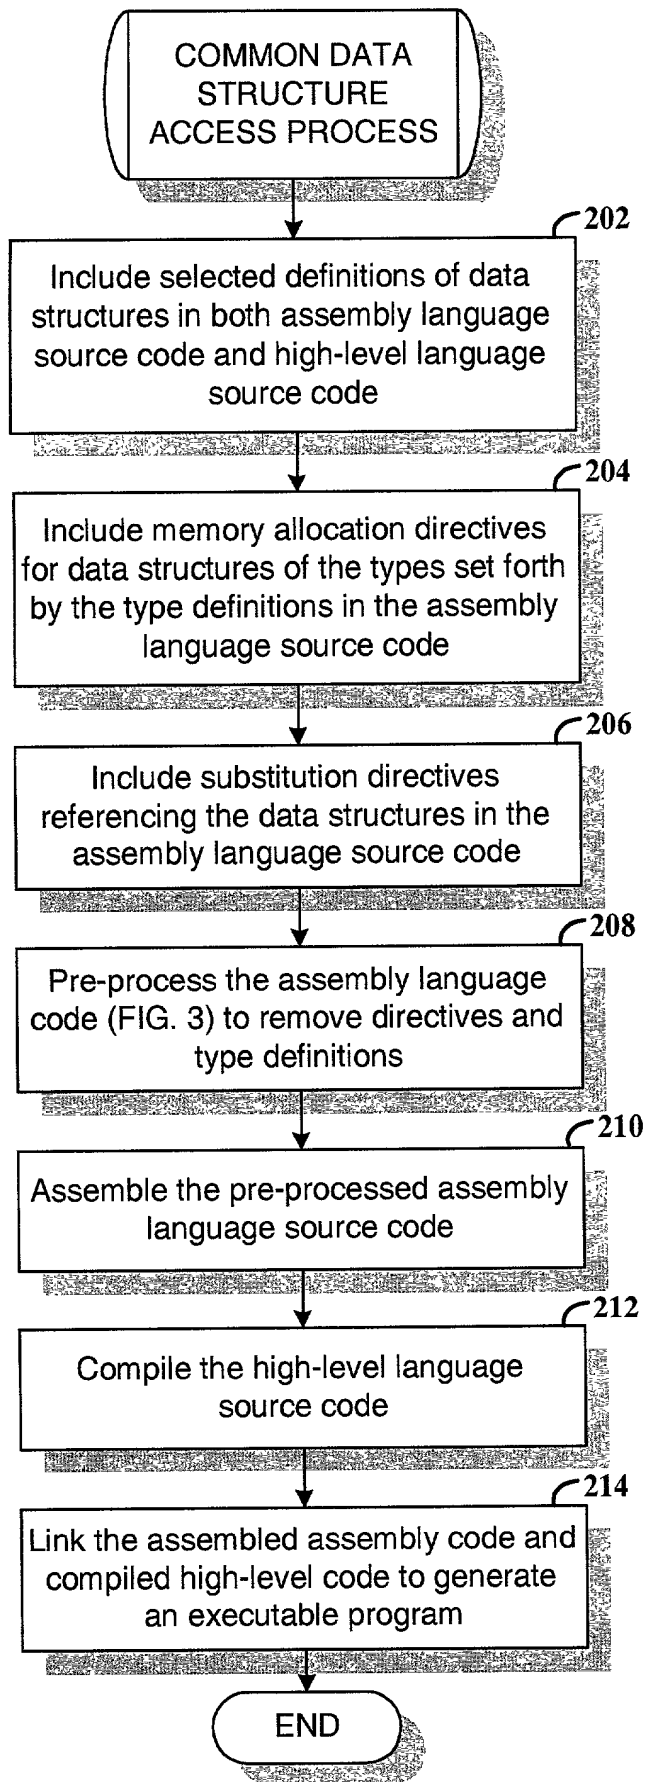 COMMON DATA
STRUCTURE
ACCESS PROCESS
202
Include selected definitions of data
structures in both assembly language
source code and high-level language
source code
204
Include memory allocation directives
for data structures of the types set forth
by the type definitions in the assembly
language source code
206
Include substitution directives
referencing the data structures in the
assembly language source code
208
Pre-process the assembly language
code (FIG. 3) to remove directives and
type definitions
210
Assemble the pre-processed assembly
language source code
212
Compile the high-level language
source code
214
Link the assembled assembly code and
compiled high-level code to generate
an executable program
END